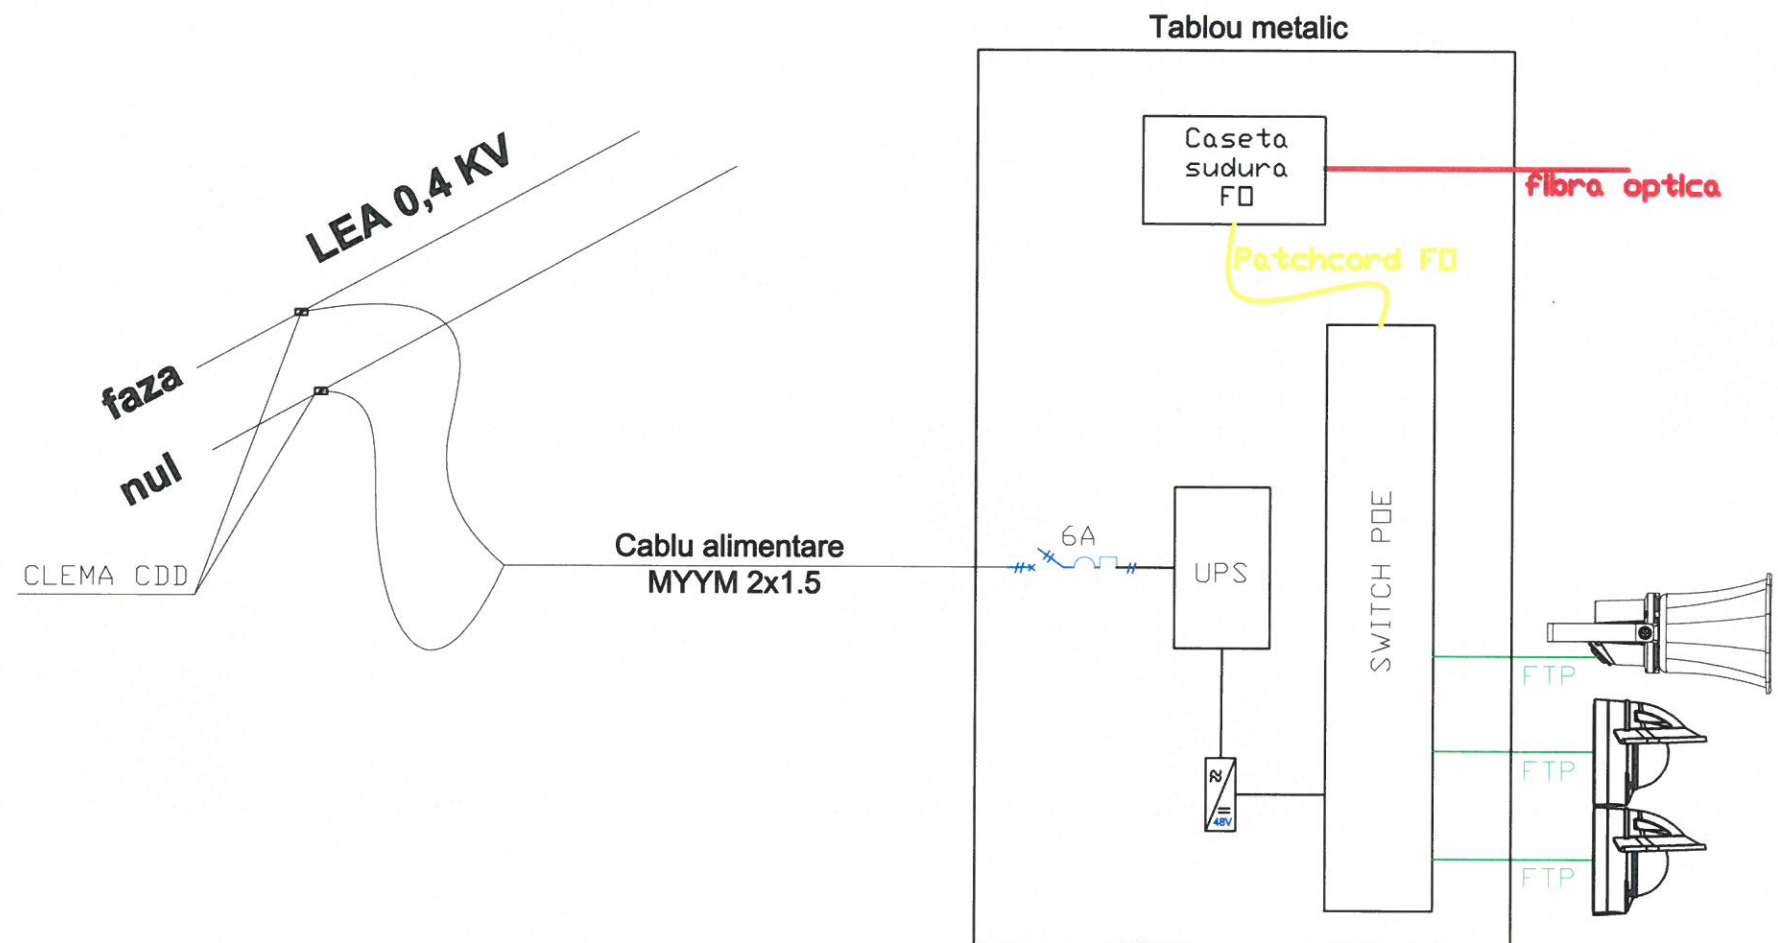 Tablou metalic
Caseta
sudura
FO
fibra optica
Patchcord FO
LEA 0,4 KV
faza
nul
CLEMA CDD
Cablu alimentare
MYYM 2x1.5
6A
UPS
SWITCH POE
48V
FTP
FTP
FTP